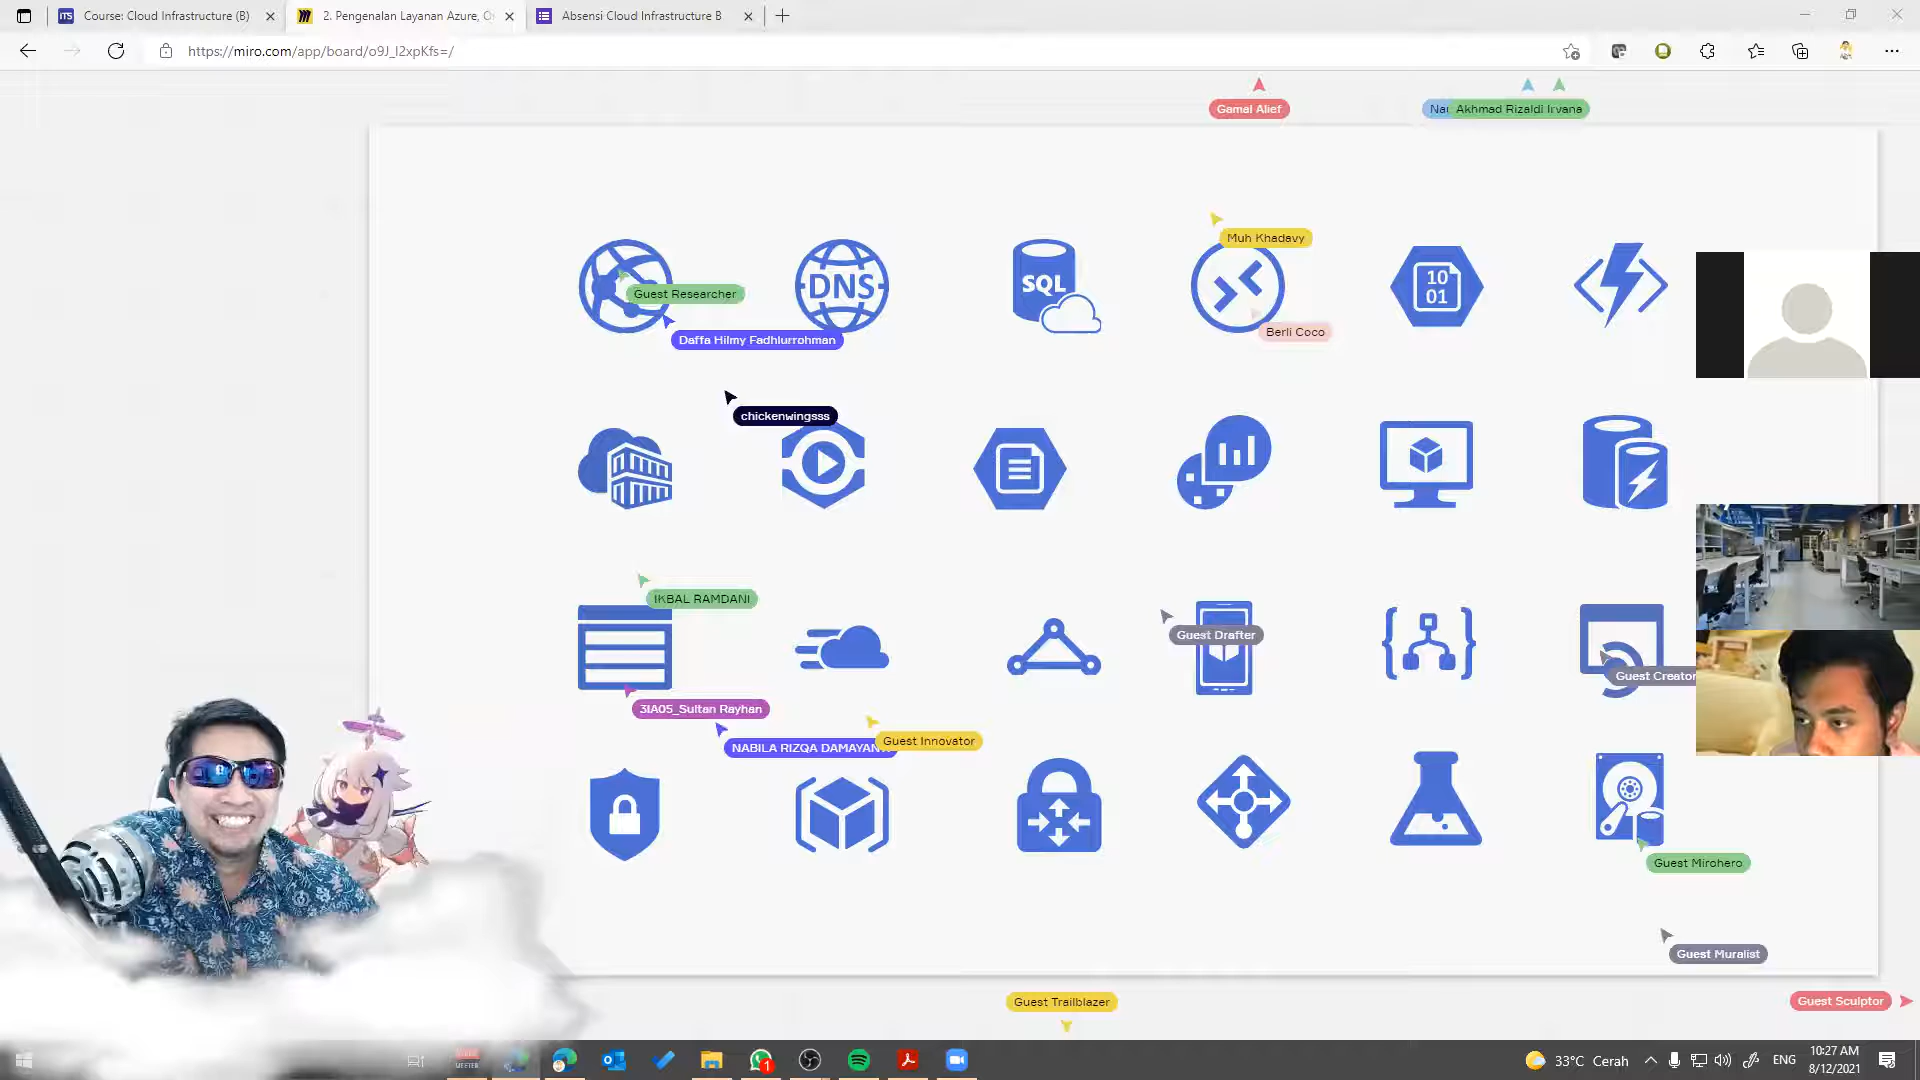 Course: Cloud Infrastructure (B)
2. Pengenalan Layanan Azure, O
Absensi Cloud Infrastructure B
https://miro.com/app/board/o9J_l2xpKfs=/
Gamal Alief
Akhmad Rizaldi Irvana
Muh Khadavy
Guest Researcher
DNS
SQL
10
01
Berli Coco
Daffa Hilmy Fadhlurrohman
chickenwingsss
IKBAL RAMDANI
Guest Drafter
Guest Creator
3IA05_Sultan Rayhan
NABILA RIZQA DAMAYAN
Guest Innovator
Guest Mirohero
Guest Muralist
Guest Trailblazer
Guest Sculptor
1
33°C Cerah
ENG
10:27 AM
8/12/2021